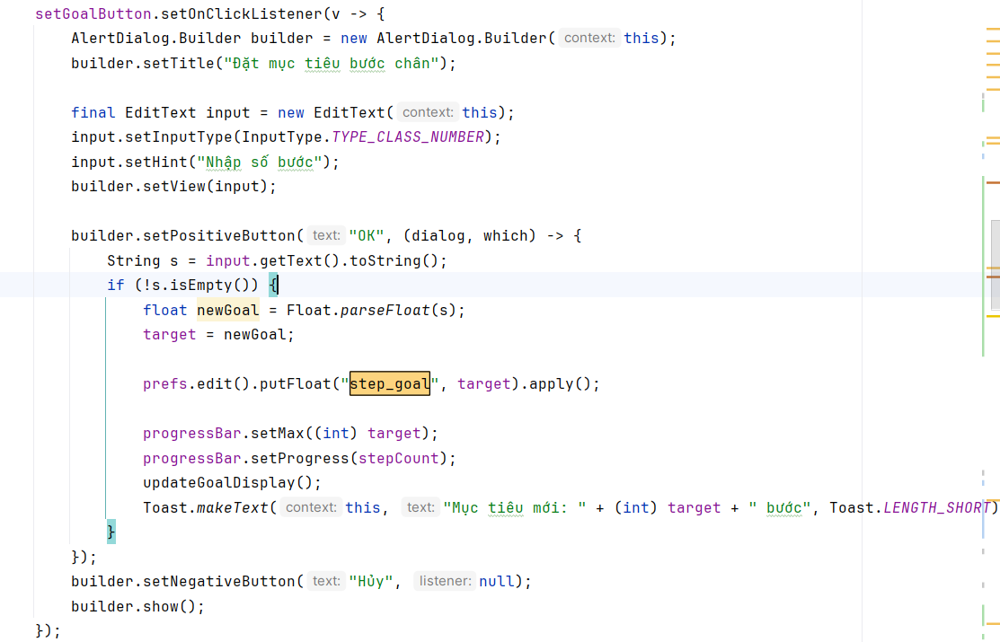 setGoalButton.setOnClickListener(v -> {
AlertDialog.Builder builder = new AlertDialog.Builder( context: this);
builder.setTitle("Đặt mục tiêu bước chân");
final EditText input = new EditText( context: this);
input.setInputType(InputType.TYPE_CLASS_NUMBER);
input.setHint("Nhập số bước");
builder.setView(input);
builder.setPositiveButton( text: "OK", (dialog, which) -> {
String s = input.getText().toString();
if (!s.isEmpty()) {
float newGoal = Float.parseFloat(s);
target = newGoal;
prefs.edit().putFloat("step_goal", target).apply();
progressBar.setMax((int) target);
progressBar.setProgress(stepCount);
updateGoalDisplay();
Toast.makeText( context: this, text: "Mục tiêu mới: " + (int) target + " bước", Toast.LENGTH_SHORT)
}
});
builder.setNegativeButton( text: "Hủy", listener: null);
builder.show();
});